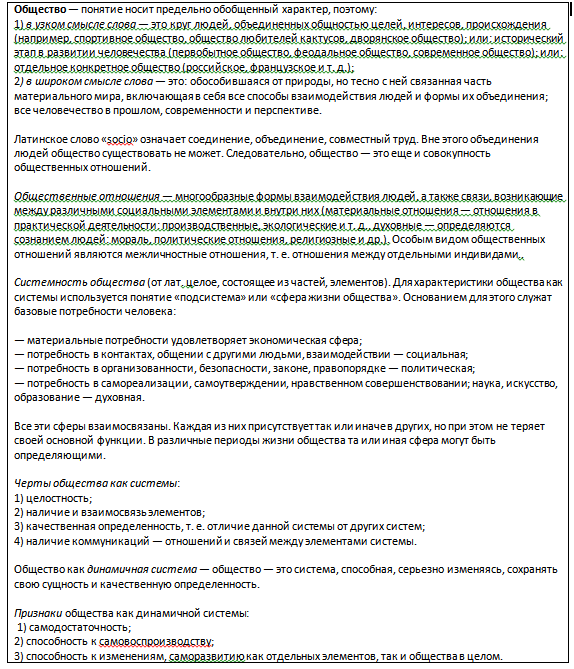 Общество — понятие носит предельно обобщенный характер, поэтому:
1) в узком смысле слова — это круг людей, объединенных общностью целей, интересов, происхождения
(например, спортивное общество, общество любителей кактусов, дворянское общество); или: исторический
этап в развитии человечества (первобытное общество, феодальное общество, современное общество); или:
отдельное конкретное общество (российское, французское и т. д.);
2) в широком смысле слова — это: обособившаяся от природы, но тесно с ней связанная часть
материального мира, включающая в себя все способы взаимодействия людей и формы их объединения;
все человечество в прошлом, современности и перспективе.
Латинское слово «socio» означает соединение, объединение, совместный труд. Вне этого объединения
людей общество существовать не может. Следовательно, общество — это еще и совокупность
общественных отношений.
Общественные отношения — многообразные формы взаимодействия людей, а также связи, возникающие
между различными социальными элементами и внутри них (материальные отношения — отношения в
практической деятельности: производственные, экологические и т. д., духовные — определяются
сознанием людей: мораль, политические отношения, религиозные и др.). Особым видом общественных
отношений являются межличностные отношения, т. е. отношения между отдельными индивидами.
Системность общества (от лат. целое, состоящее из частей, элементов). Для характеристики общества как
системы используется понятие «подсистема» или «сфера жизни общества». Основанием для этого служат
базовые потребности человека:
— материальные потребности удовлетворяет экономическая сфера;
— потребность в контактах, общении с другими людьми, взаимодействии — социальная;
— потребность в организованности, безопасности, законе, правопорядке — политическая;
— потребность в самореализации, самоутверждении, нравственном совершенствовании; наука, искусство,
образование — духовная.
Все эти сферы взаимосвязаны. Каждая из них присутствует так или иначе в других, но при этом не теряет
своей основной функции. В различные периоды жизни общества та или иная сфера могут быть
определяющими.
Черты общества как системы:
1) целостность;
2) наличие и взаимосвязь элементов;
3) качественная определенность, т. е. отличие данной системы от других систем;
4) наличие коммуникаций — отношений и связей между элементами системы.
Общество как динамичная система — общество — это система, способная, серьезно изменяясь, сохранять
свою сущность и качественную определенность.
Признаки общества как динамичной системы:
1) самодостаточность;
2) способность к самовоспроизводству;
3) способность к изменениям, саморазвитию как отдельных элементов, так и общества в целом.